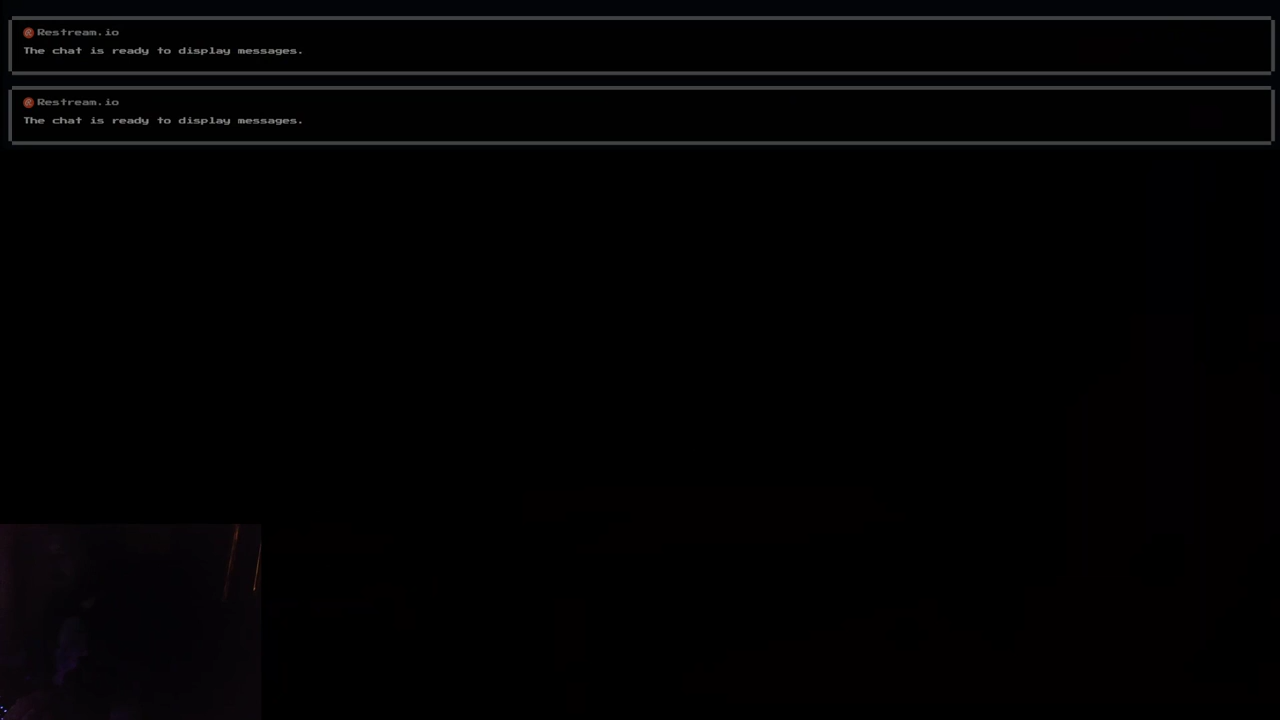 Restream.io
The chat is ready to display messages.
Restream.io
The chat is ready to display messages.